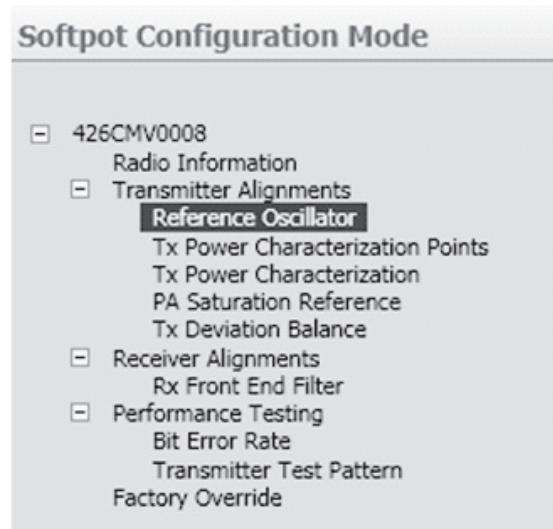 Softpot Configuration Mode
426CMV0008
Radio Information
Transmitter Alignments
Reference Oscillator
Tx Power Characterization Points
Tx Power Characterization
PA Saturation Reference
Tx Deviation Balance
Receiver Alignments
Rx Front End Filter
Performance Testing
Bit Error Rate
Transmitter Test Pattern
Factory Override